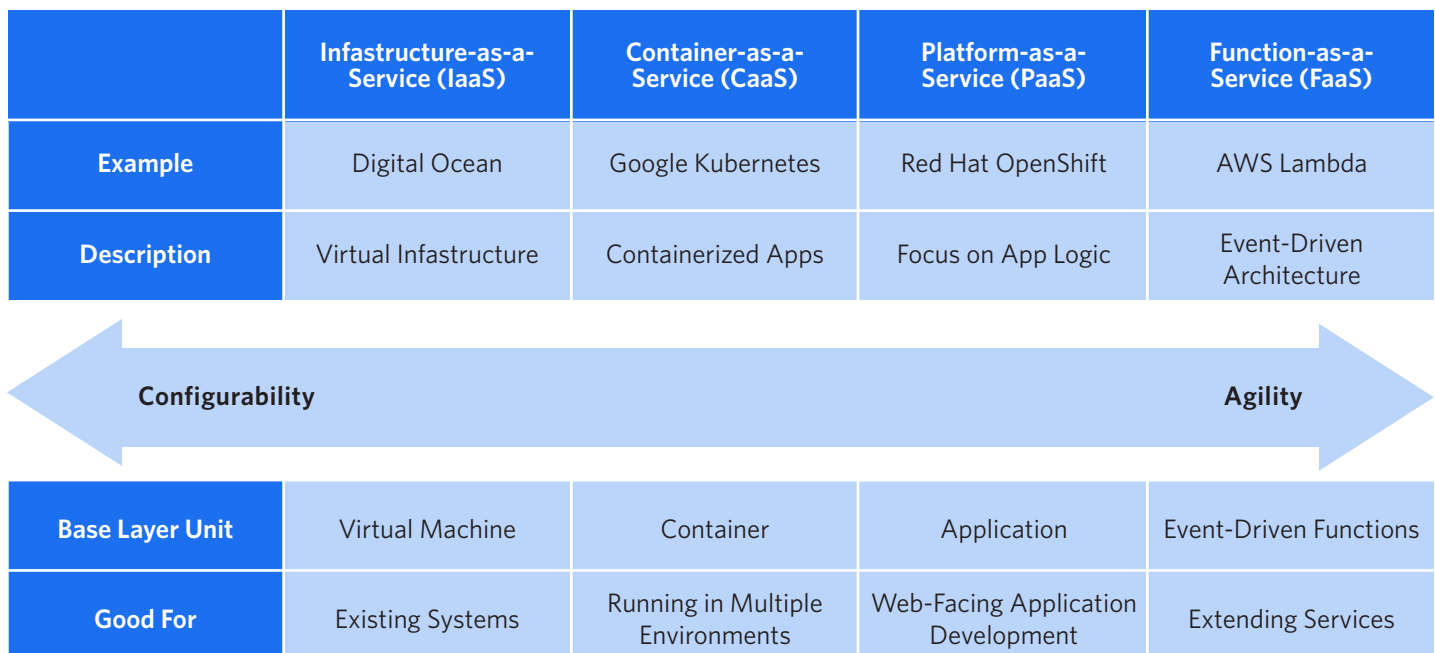 Infastructure-as-a-
Service (IaaS)
Container-as-a-
Service (CaaS)
Platform-as-a-
Service (PaaS)
Function-as-a-
Service (FaaS)
Example
Digital Ocean
Google Kubernetes
Red Hat OpenShift
AWS Lambda
Description
Virtual Infastructure
Containerized Apps
Focus on App Logic
Event-Driven
Architecture
Configurability
Agility
Base Layer Unit
Virtual Machine
Container
Application
Event-Driven Functions
Good For
Existing Systems
Running in Multiple
Environments
Web-Facing Application
Development
Extending Services